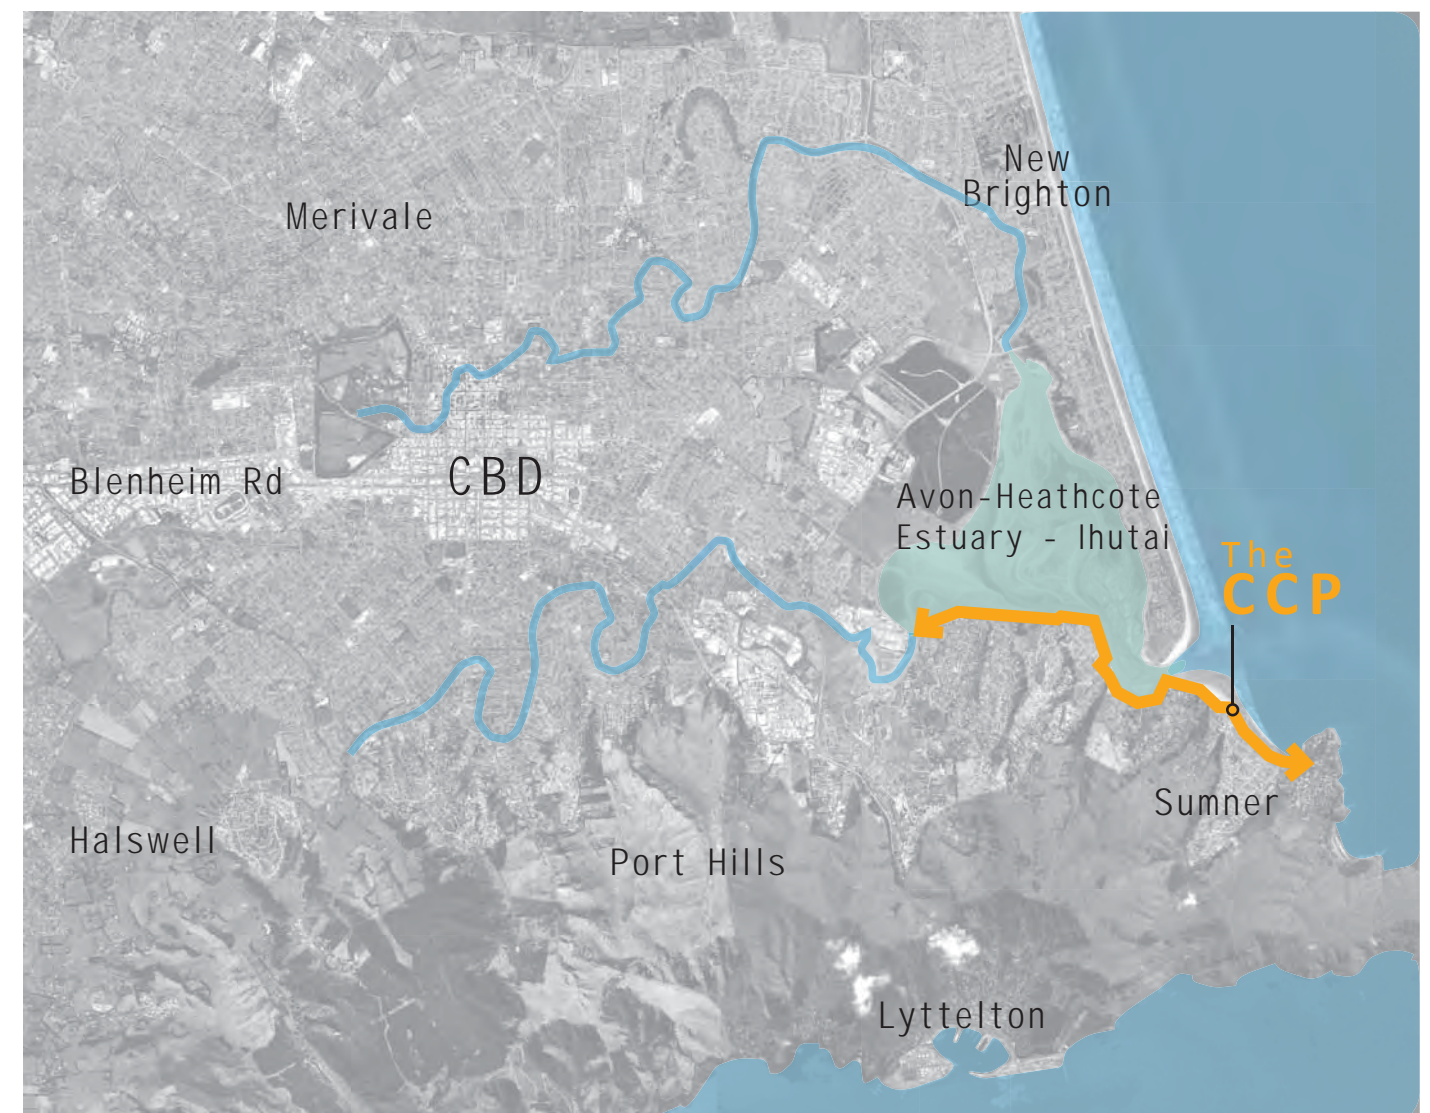 New
Brighton
Merivale
Blenheim Rd
CBD
Avon-Heathcote
Estuary - Ihutai
The
CCP
Sumner
Halswell
Port Hills
Lyttelton